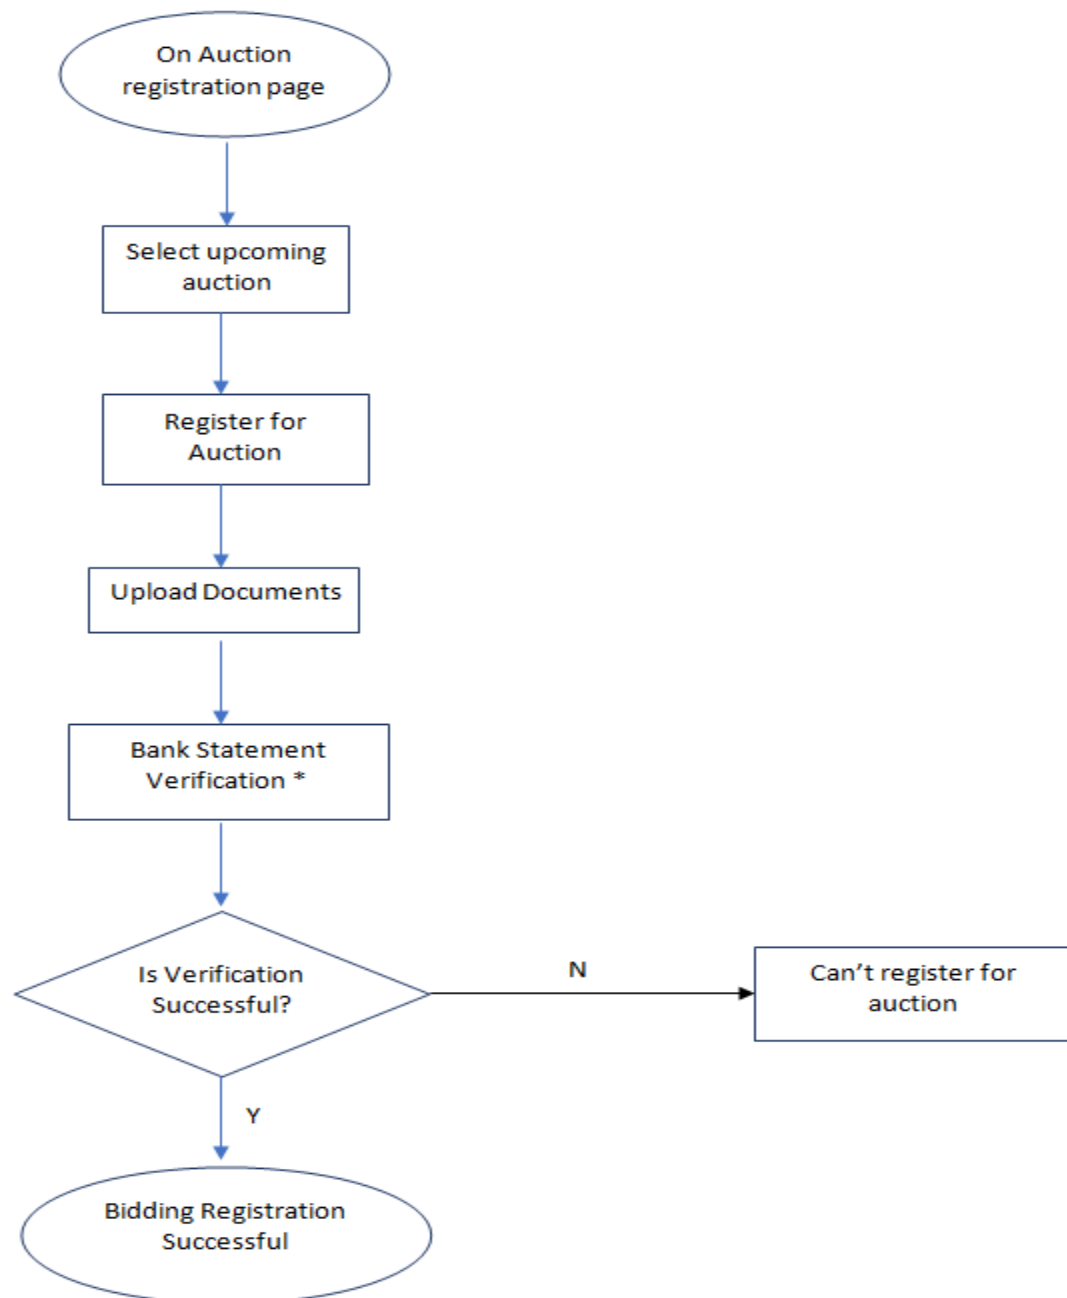 On Auction
registration page
Select upcoming
auction
Register for
Auction
Upload Documents
Bank Statement
Verification *
Is Verification
Successful?
N
Can’t register for
auction
Y
Bidding Registration
Successful